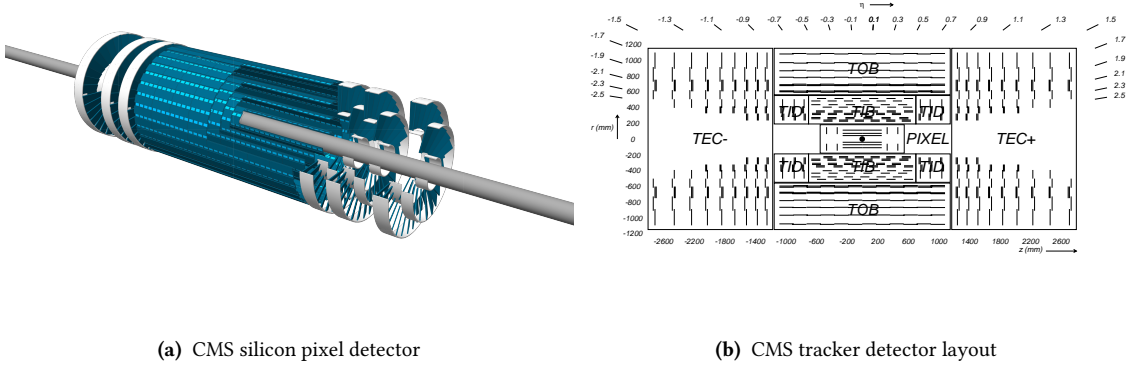 η
-1.5 -1.3 -1.1 -0.9 -0.7 -0.5 -0.3 -0.1 0.1 0.3 0.5 0.7 0.9 1.1 1.3 1.5
-1.7 1.7
-1.9 1.9
-2.1 2.1
-2.3 2.3
-2.5 2.5
1200
1000
800
600
400
200
0
-200
-400
-600
-800
-1000
-1200
r (mm)
TOB
TID TIB TID
TEC- PIXEL TEC+
TID TIB TID
TOB
-2600 -2200 -1800 -1400 -1000 -600 -200 200 600 1000 1400 1800 2200 2600
z (mm)
(a) CMS silicon pixel detector
(b) CMS tracker detector layout